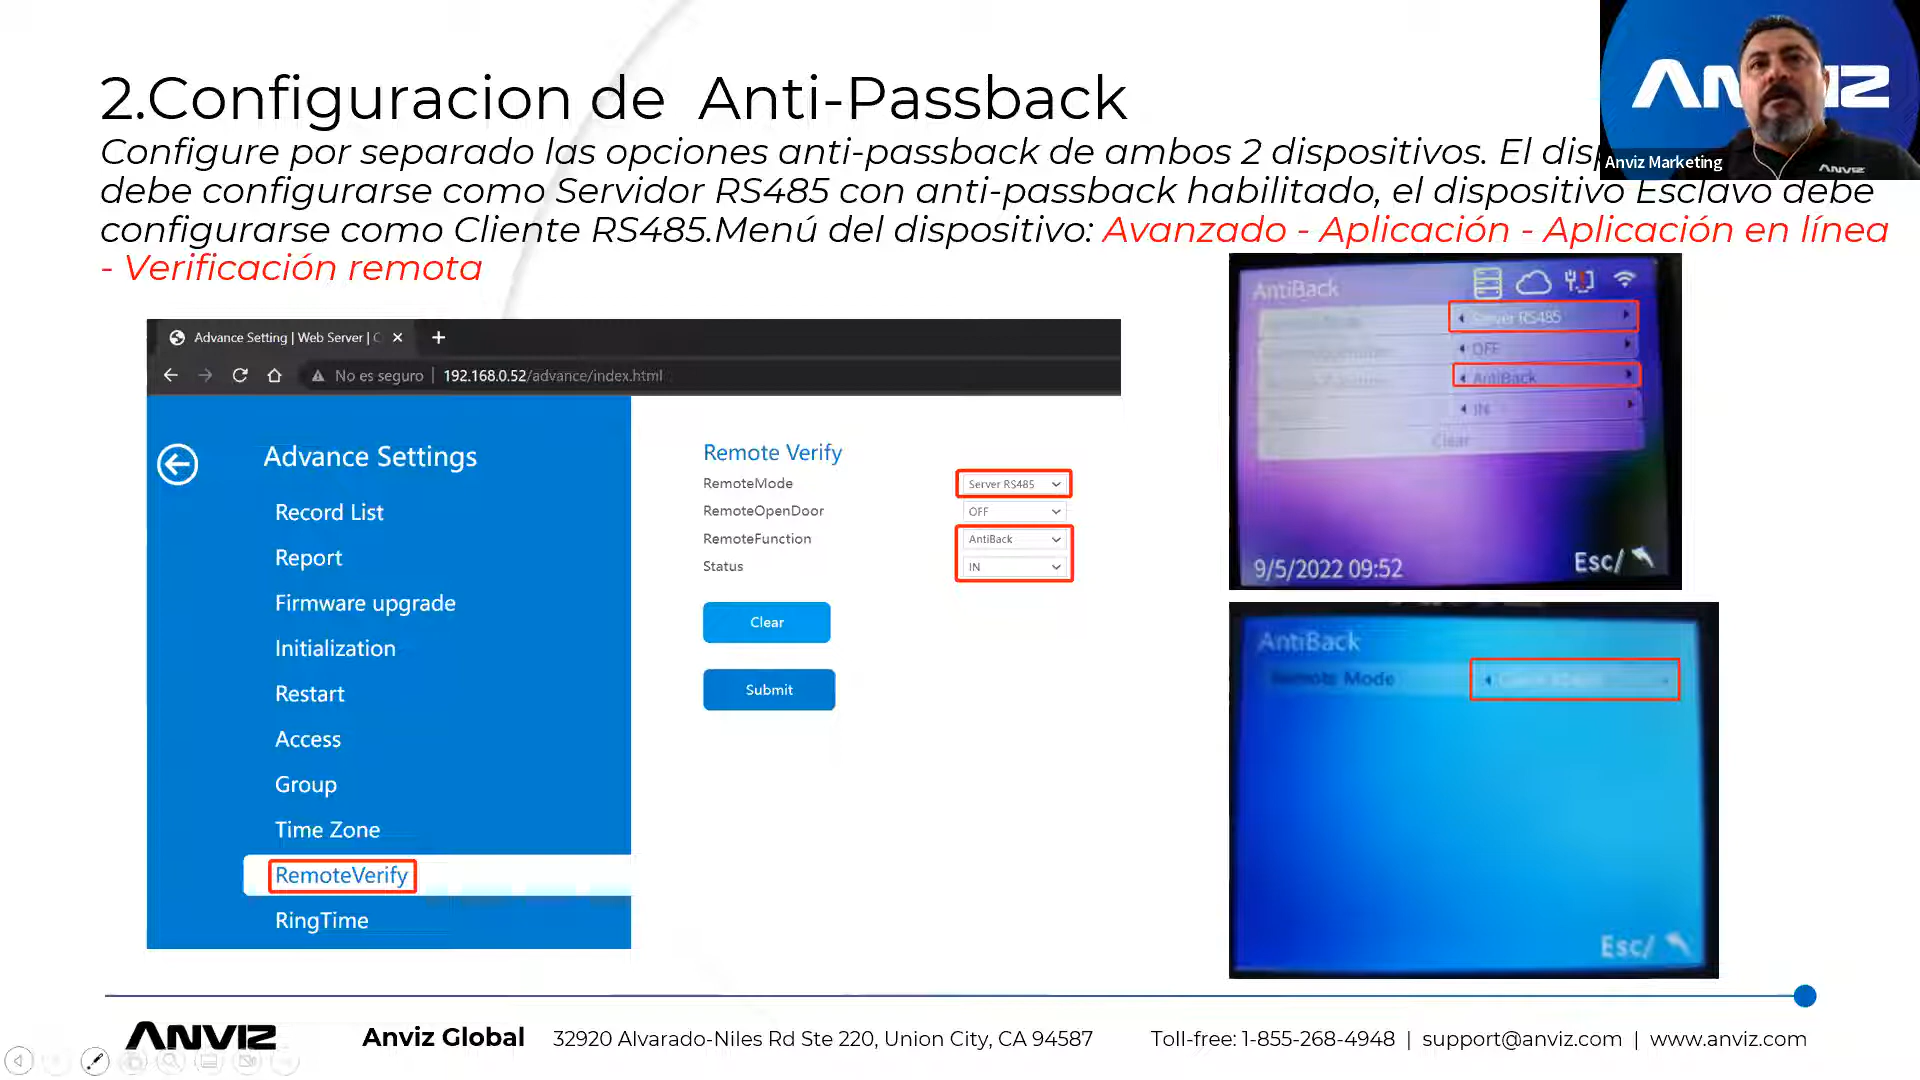 2.Configuracion de Anti-Passback
Configure por separado las opciones anti-passback de ambos 2 dispositivos. El
debe configurarse como Servidor RS485 con anti-passback habilitado, el dispositivo Esclavo debe
configurarse como Cliente RS485.Menú del dispositivo: Avanzado - Aplicación - Aplicación en línea
- Verificación remota
ANVIZ
Anviz Marketing
Advance Setting | Web Server |
No es seguro | 192.168.0.52/advance/index.html
Advance Settings
Record List
Report
Firmware upgrade
Initialization
Restart
Access
Group
Time Zone
RemoteVerify
RingTime
Remote Verify
RemoteMode Server RS485
RemoteOpenDoor OFF
RemoteFunction AntiBack
Status IN
Clear
Submit
AntiBack
Server RS485
OFF
AntiBack
IN
Clear
9/5/2022 09:52 Esc/
AntiBack
Remote Mode
Esc/
ANVIZ Anviz Global 32920 Alvarado-Niles Rd Ste 220, Union City, CA 94587 Toll-free: 1-855-268-4948 | support@anviz.com | www.anviz.com